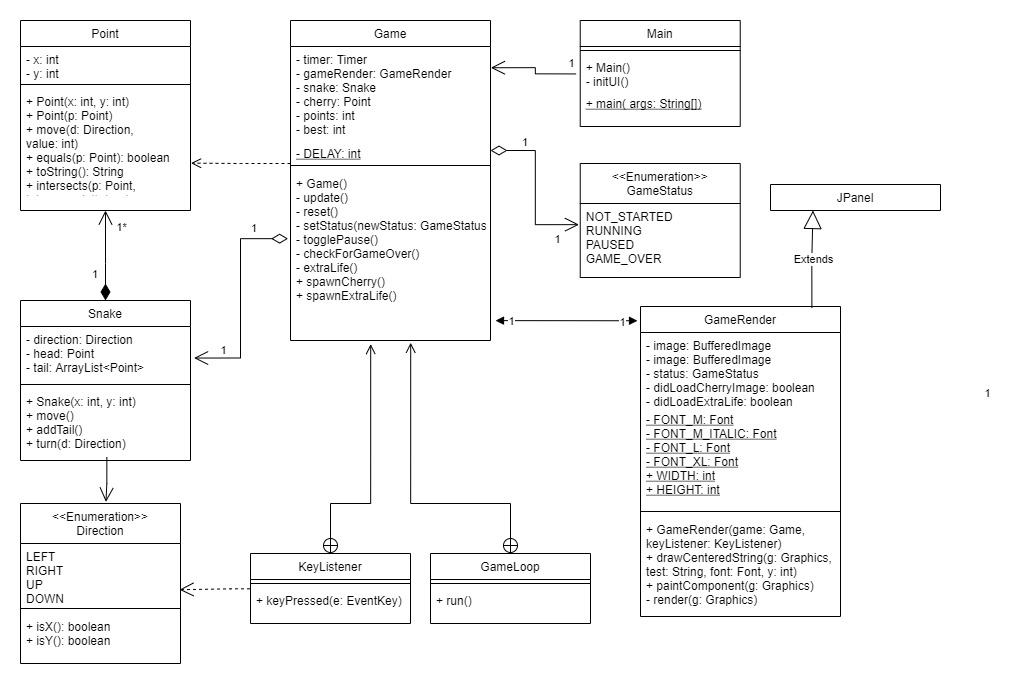 Point
- x: int
- y: int
+ Point(x: int, y: int)
+ Point(p: Point)
+ move(d: Direction,
value: int)
+ equals(p: Point): boolean
+ toString(): String
+ intersects(p: Point,
Game
- timer: Timer
- gameRender: GameRender
- snake: Snake
- cherry: Point
- points: int
- best: int
- DELAY: int
+ Game()
- update()
- reset()
- setStatus(newStatus: GameStatus
- togglePause()
- checkForGameOver()
- extraLife()
+ spawnCherry()
+ spawnExtraLife()
Main
+ Main()
- initUI()
+ main( args: String[])
1
1
1
<<Enumeration>>
GameStatus
NOT_STARTED
RUNNING
PAUSED
GAME_OVER
JPanel
Extends
1*
1
1
1
Snake
- direction: Direction
- head: Point
- tail: ArrayList<Point>
+ Snake(x: int, y: int)
+ move()
+ addTail()
+ turn(d: Direction)
1
1
GameRender
- image: BufferedImage
- image: BufferedImage
- status: GameStatus
- didLoadCherryImage: boolean
- didLoadExtraLife: boolean
- FONT_M: Font
- FONT_M_ITALIC: Font
- FONT_L: Font
- FONT_XL: Font
+ WIDTH: int
+ HEIGHT: int
+ GameRender(game: Game,
keyListener: KeyListener)
+ drawCenteredString(g: Graphics,
test: String, font: Font, y: int)
+ paintComponent(g: Graphics)
- render(g: Graphics)
1
<<Enumeration>>
Direction
LEFT
RIGHT
UP
DOWN
+ isX(): boolean
+ isY(): boolean
KeyListener
+ keyPressed(e: EventKey)
GameLoop
+ run()